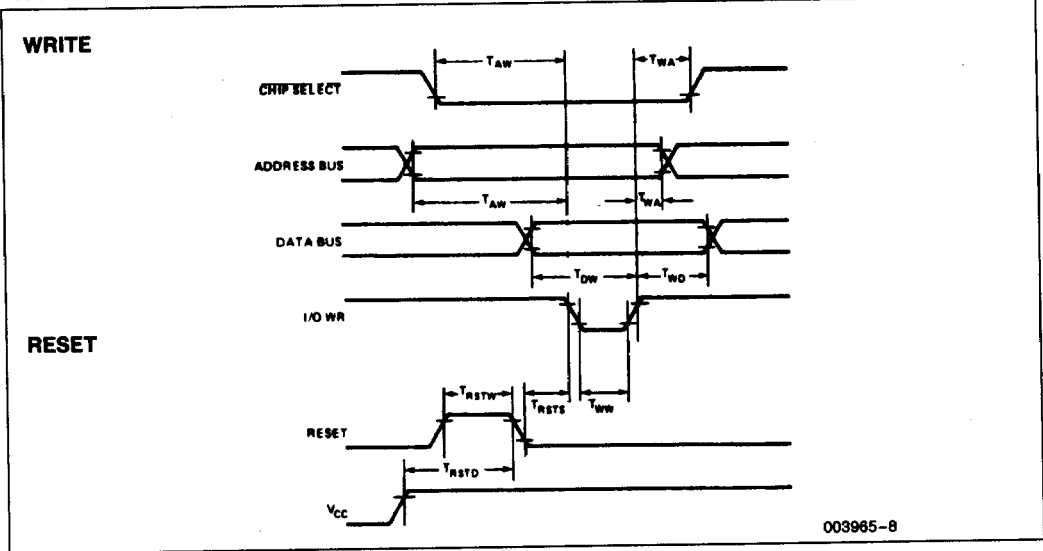 WRITE
TAW
TWA
CHIP SELECT
ADDRESS BUS
TAW
TWA
DATA BUS
TDW
TWD
I/O WR
RESET
TRSTW
TRSTS
TWW
RESET
TRSTD
VCC
003965-8